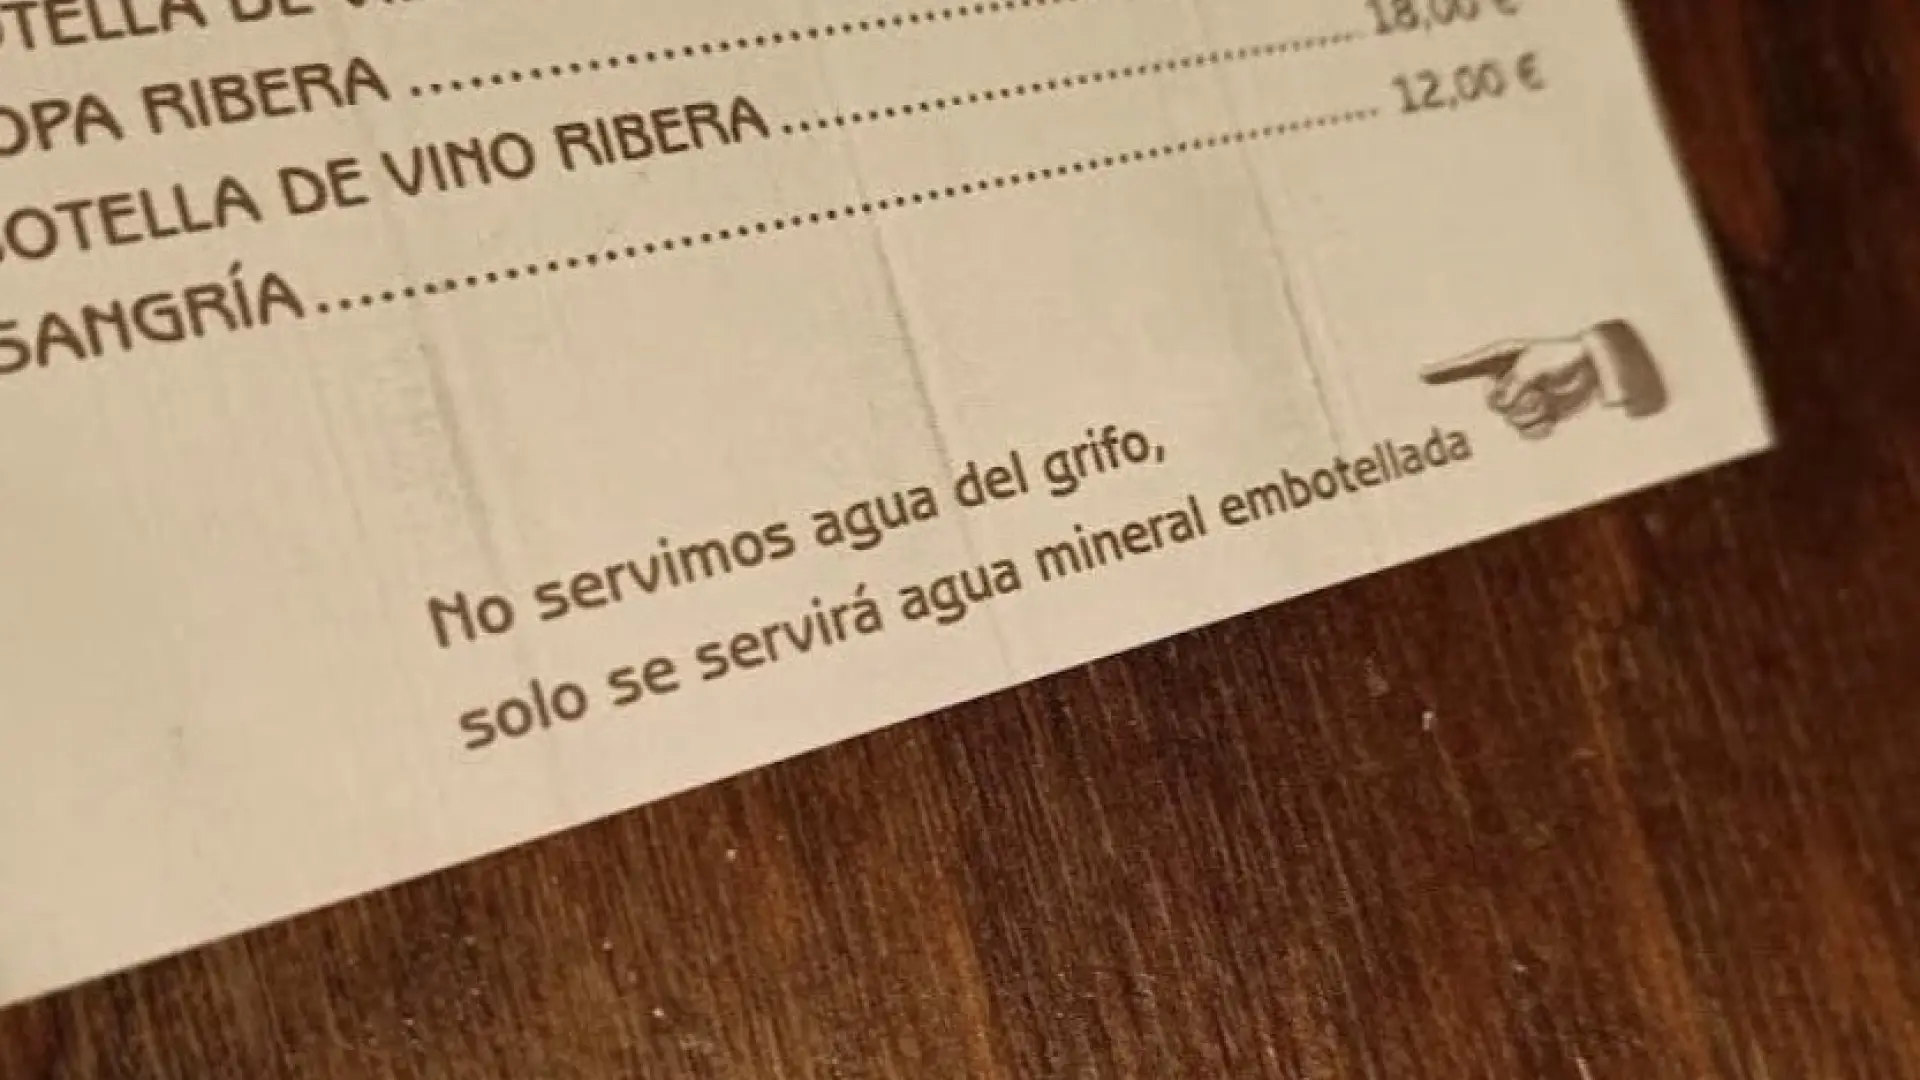 OTELLA DE
OPA RIBERA ........................
BOTELLA DE VINO RIBERA ........................ 18,00 €
SANGRÍA ........................ 12,00 €
No servimos agua del grifo,
solo se servirá agua mineral embotellada